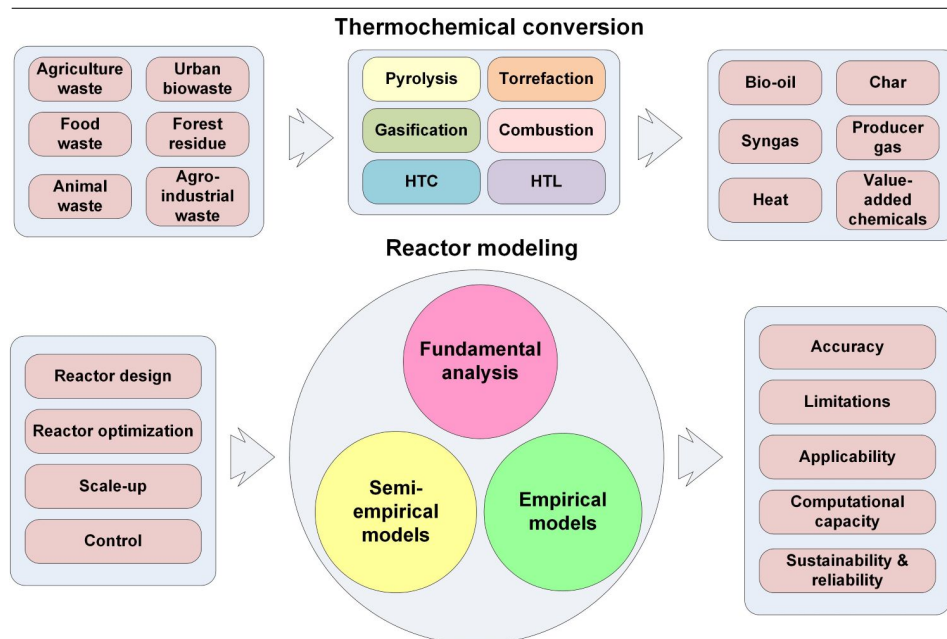 Thermochemical conversion
Agriculture
waste
Urban
biowaste
Food
waste
Forest
residue
Animal
waste
Agro-
industrial
waste
Pyrolysis
Torrefaction
Gasification
Combustion
HTC
HTL
Bio-oil
Char
Syngas
Producer
gas
Heat
Value-
added
chemicals
Reactor modeling
Reactor design
Reactor optimization
Scale-up
Control
Fundamental
analysis
Semi-
empirical
models
Empirical
models
Accuracy
Limitations
Applicability
Computational
capacity
Sustainability &
reliability